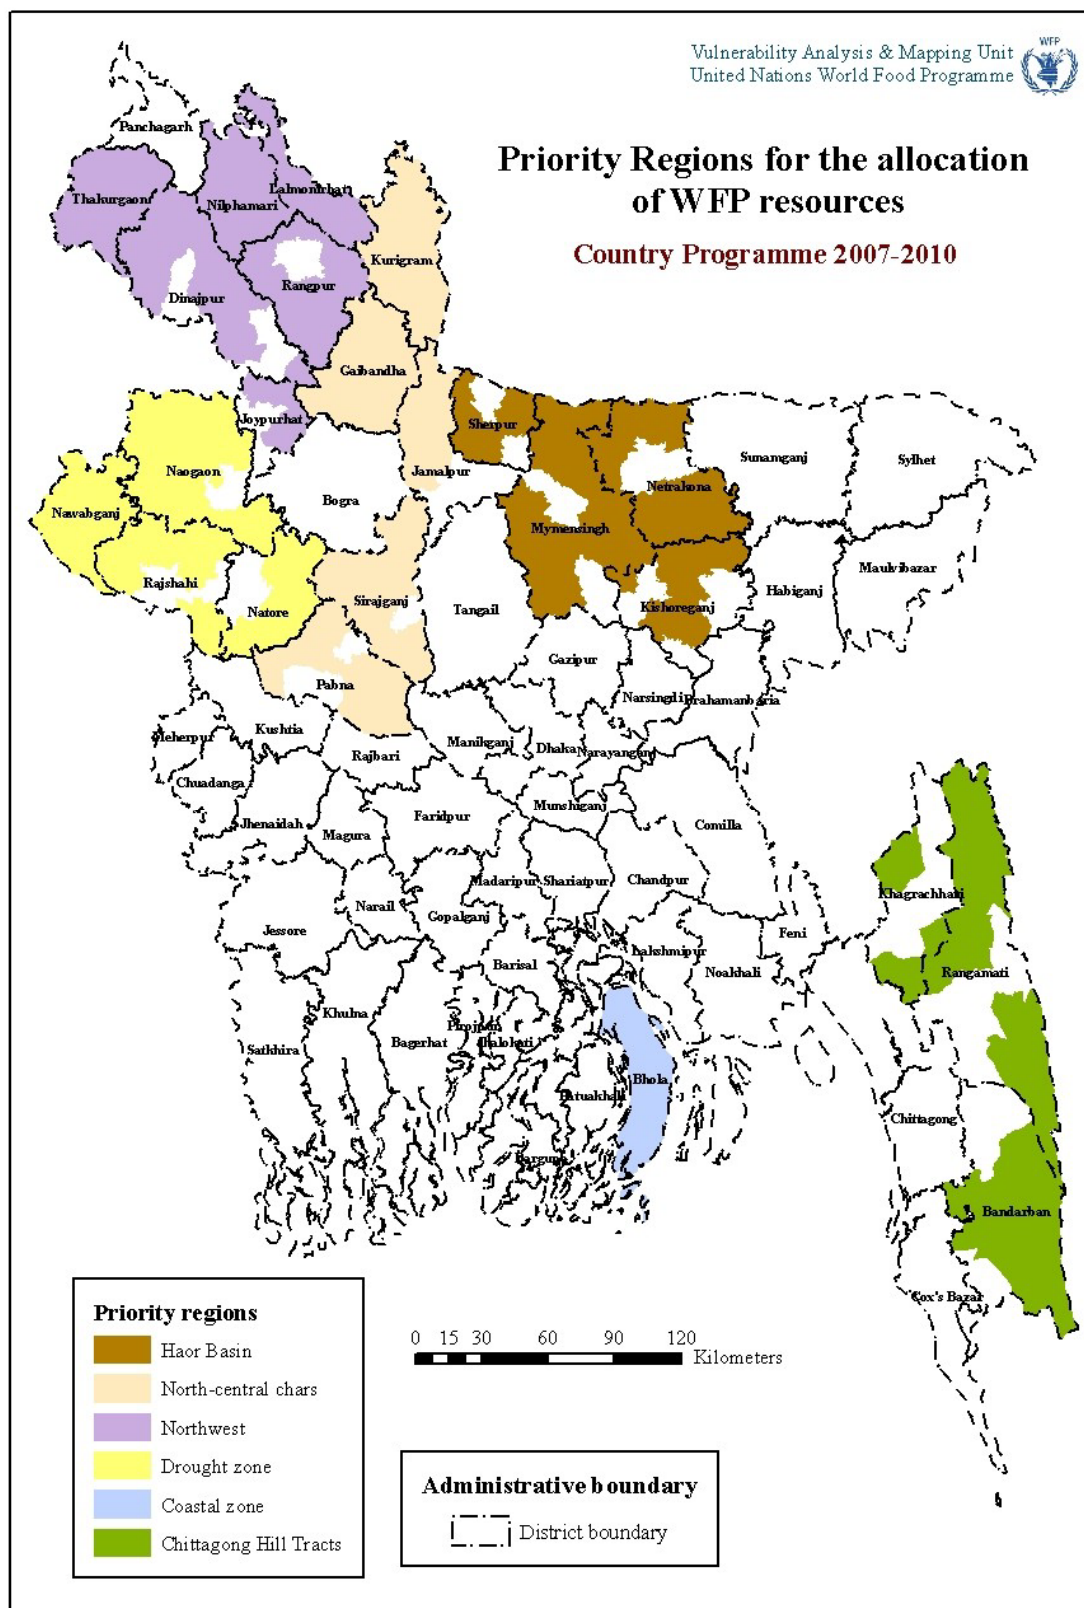 WFP
Vulnerability Analysis & Mapping Unit
United Nations World Food Programme
Priority Regions for the allocation
of WFP resources
Country Programme 2007-2010
Panchagarh
Thakurgaon
Nilphamari
Lalmonirhat
Kurigram
Dinajpur
Rangpur
Gaibandha
Joypurhat
Sherpur
Naogaon
Jamalpur
Sunamganj
Sylhet
Netrakona
Bogra
Nawabganj
Mymensingh
Maulvibazar
Rajshahi
Habiganj
Sirajganj
Kishoreganj
Natore
Tangail
Gazipur
Pabna
Narsingdi
Brahamanbaria
Kushtia
Meherpur
Manikganj
Dhaka
Narayanganj
Rajbari
Chuadanga
Munshiganj
Faridpur
Jhenaidah
Magura
Comilla
Madaripur
Shariatpur
Chandpur
Khagrachhari
Narail
Gopalganj
Jessore
Feni
Lakshmipur
Barisal
Noakhali
Rangamati
Khulna
Pirojpur
Jhalokati
Bagerhat
Satkhira
Bhola
Patuakhali
Chittagong
Barguna
Bandarban
Cox's Bazar
Priority regions
Haor Basin
North-central chars
Northwest
Drought zone
Coastal zone
Chittagong Hill Tracts
0 15 30 60 90 120
Kilometers
Administrative boundary
District boundary